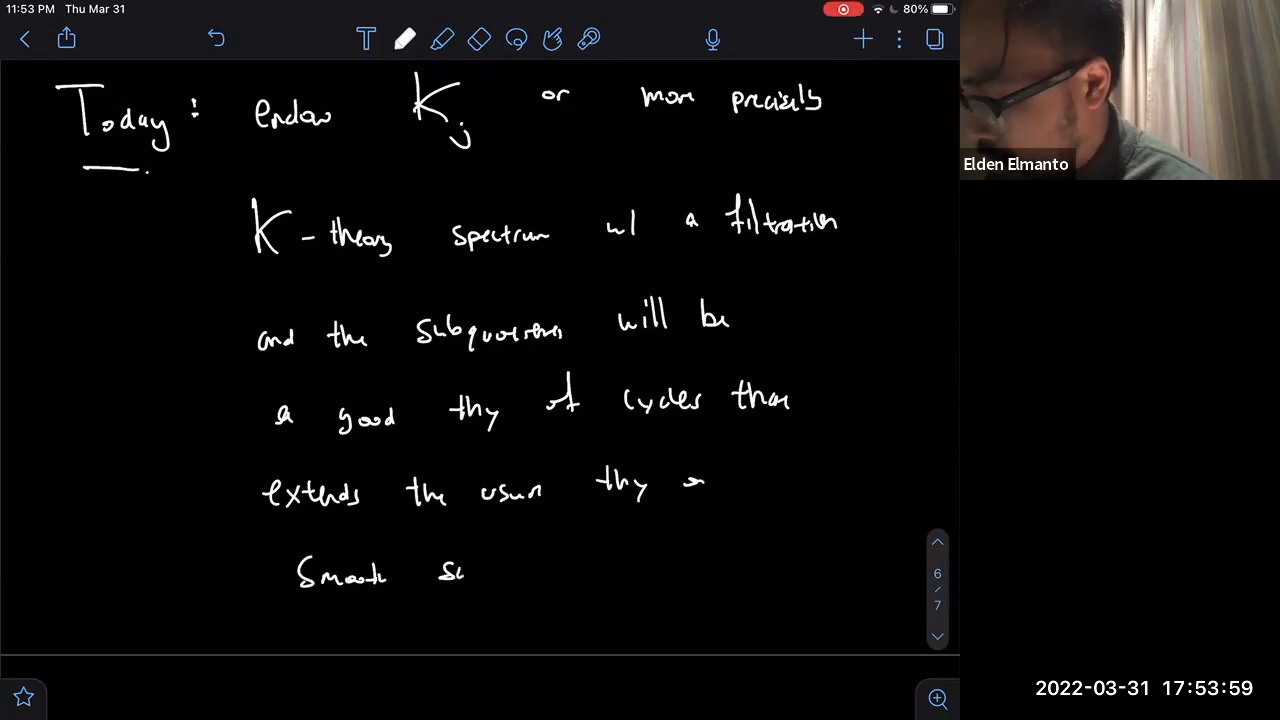 11:53 PM Thu Mar 31
80%
Today: endow Kj or more precisely
K-theory spectrum w/ a filtration
and the subquotients will be
a good thy of cycles that
extends the usual thy on
Smooth sc
6
/
7
Elden Elmanto
2022-03-31 17:53:59